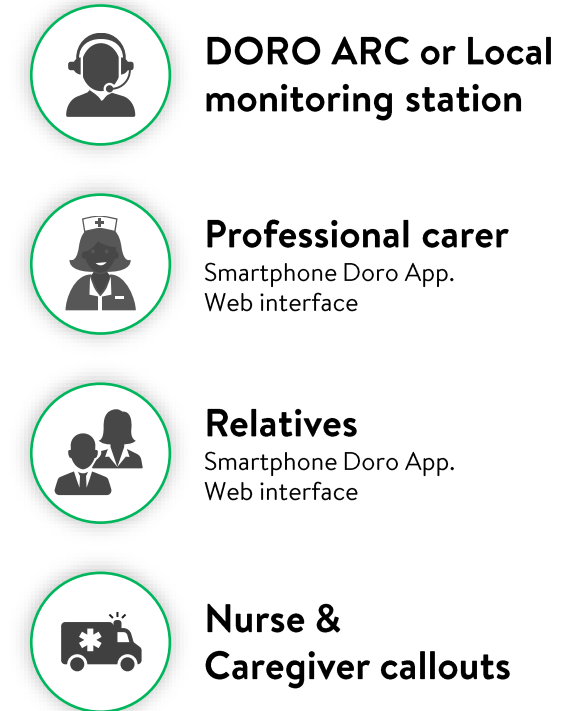 DORO ARC or Local
monitoring station
Professional carer
Smartphone Doro App.
Web interface
Relatives
Smartphone Doro App.
Web interface
Nurse &
Caregiver callouts